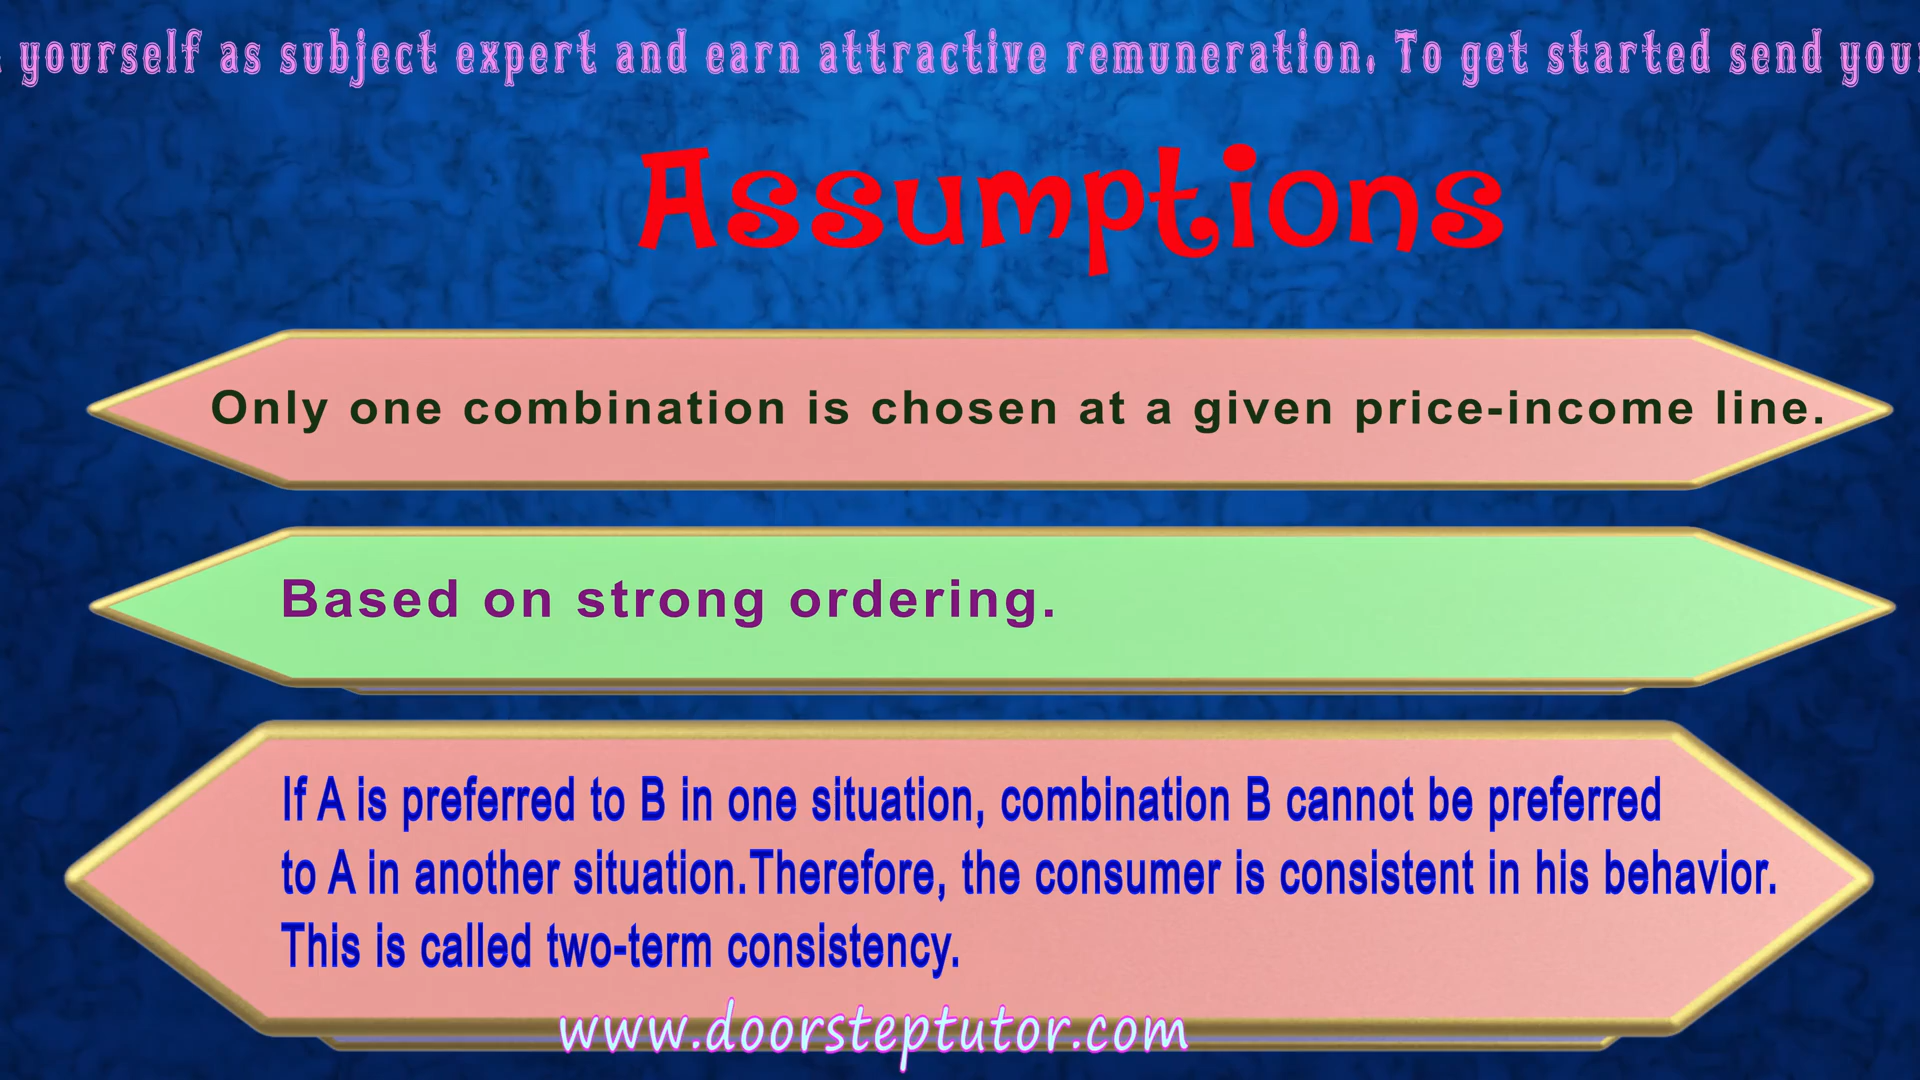 yourself as subject expert and earn attractive remuneration. To get started send your
Assumptions
Only one combination is chosen at a given price-income line.
Based on strong ordering.
If A is preferred to B in one situation, combination B cannot be preferred
to A in another situation.Therefore, the consumer is consistent in his behavior.
This is called two-term consistency.
www.doorsteptutor.com